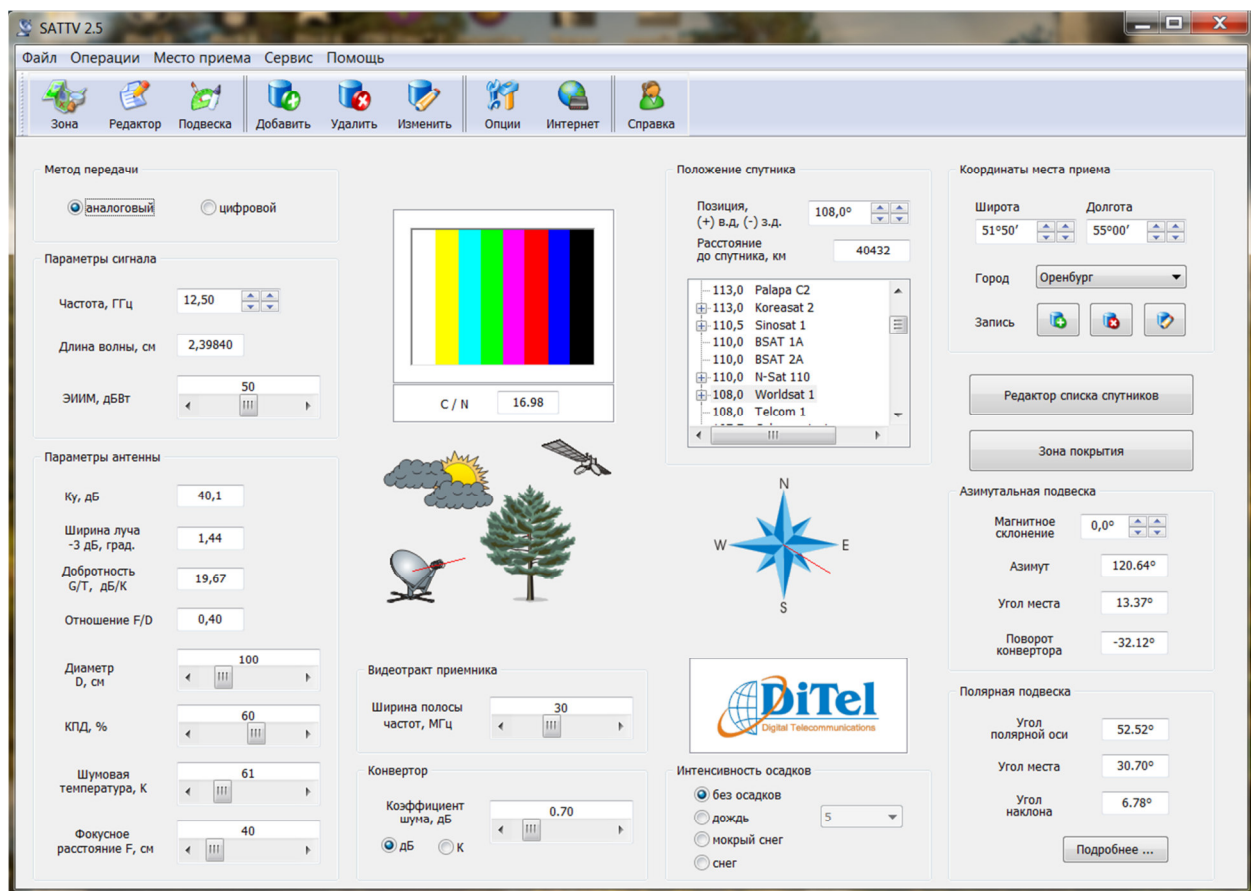 SATTV 2.5
Файл Операции Место приема Сервис Помощь
Зона Редактор Подвеска Добавить Удалить Изменить Опции Интернет Справка
Метод передачи
аналоговый цифровой
Параметры сигнала
Частота, ГГц 12,50
Длина волны, см 2,39840
ЭИИМ, дБВт 50
Параметры антенны
Ку, дБ 40,1
Ширина луча
-3 дБ, град. 1,44
Добротность
G/T, дБ/К 19,67
Отношение F/D 0,40
Диаметр
D, см 100
КПД, % 60
Шумовая
температура, К 61
Фокусное
расстояние F, см 40
C / N 16.98
N
W E
S
Видеотракт приемника
Ширина полосы
частот, МГц 30
Конвертор
Коэффициент
шума, дБ 0.70
дБ К
Положение спутника
Позиция,
(+) в.д, (-) з.д. 108,0°
Расстояние
до спутника, км 40432
113,0 Palapa C2
113,0 Koreasat 2
110,5 Sinosat 1
110,0 BSAT 1A
110,0 BSAT 2A
110,0 N-Sat 110
108,0 Worldsat 1
108,0 Telcom 1
DiTel
Digital Telecommunications
Интенсивность осадков
без осадков
дождь 5
мокрый снег
снег
Координаты места приема
Широта Долгота
51°50′ 55°00′
Город Оренбург
Запись
Редактор списка спутников
Зона покрытия
Азимутальная подвеска
Магнитное
склонение 0,0°
Азимут 120.64°
Угол места 13.37°
Поворот
конвертора -32.12°
Полярная подвеска
Угол
полярной оси 52.52°
Угол места 30.70°
Угол
наклона 6.78°
Подробнее ...